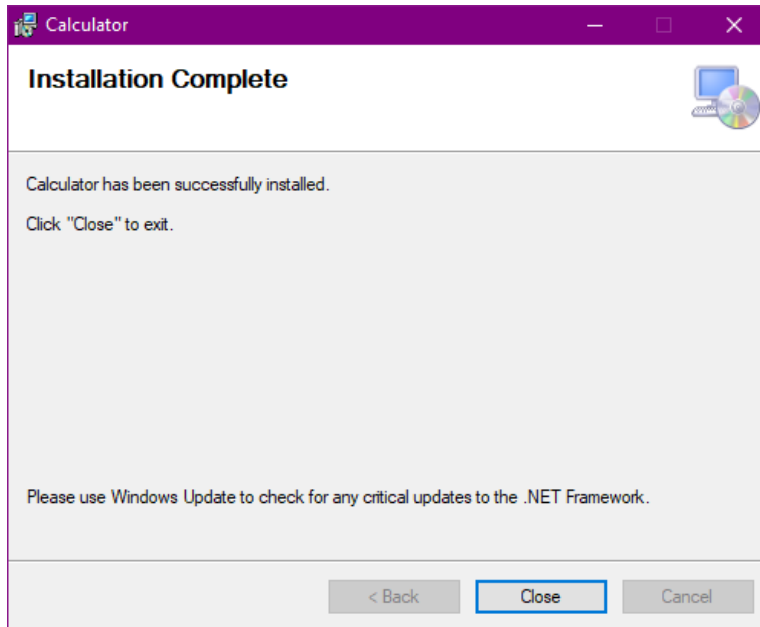 Calculator
Installation Complete
Calculator has been successfully installed.
Click "Close" to exit.
Please use Windows Update to check for any critical updates to the .NET Framework.
< Back Close Cancel